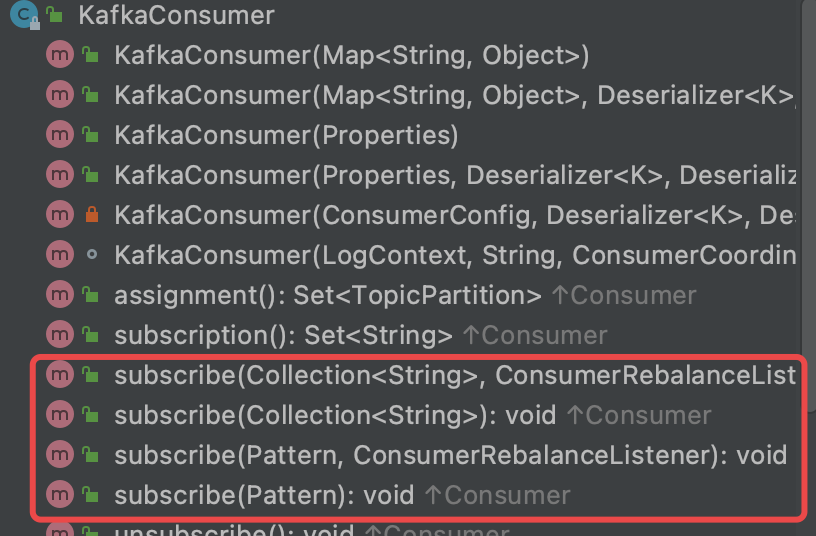 KafkaConsumer
KafkaConsumer(Map<String, Object>)
KafkaConsumer(Map<String, Object>, Deserializer<K>,
KafkaConsumer(Properties)
KafkaConsumer(Properties, Deserializer<K>, Deserializ
KafkaConsumer(ConsumerConfig, Deserializer<K>, De
KafkaConsumer(LogContext, String, ConsumerCoordin
assignment(): Set<TopicPartition> ↑Consumer
subscription(): Set<String> ↑Consumer
subscribe(Collection<String>, ConsumerRebalanceList
subscribe(Collection<String>): void ↑Consumer
subscribe(Pattern, ConsumerRebalanceListener): void
subscribe(Pattern): void ↑Consumer
unsubscribe(): void ↑Consumer